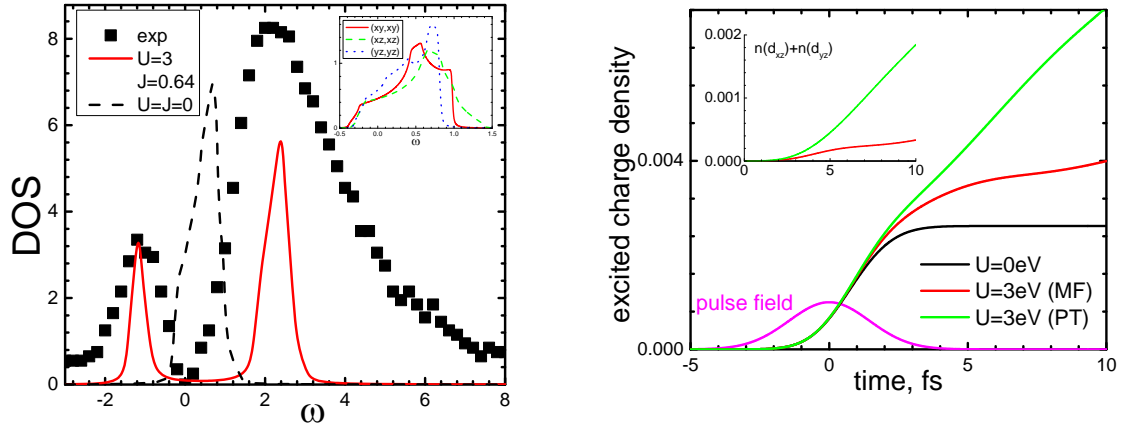 8
6
4
2
0
DOS
exp
U=3
J=0.64
U=J=0
(xy,xy)
(xz,xz)
(yz,yz)
1
-0.5 0.0 0.5 1.0 1.5
ω
-2 0 2 4 6 8
ω
excited charge density
0.004
0.000
n(d_xz)+n(d_yz)
0.002
0.001
0.000
0 5 10
pulse field
U=0eV
U=3eV (MF)
U=3eV (PT)
-5 0 5 10
time, fs